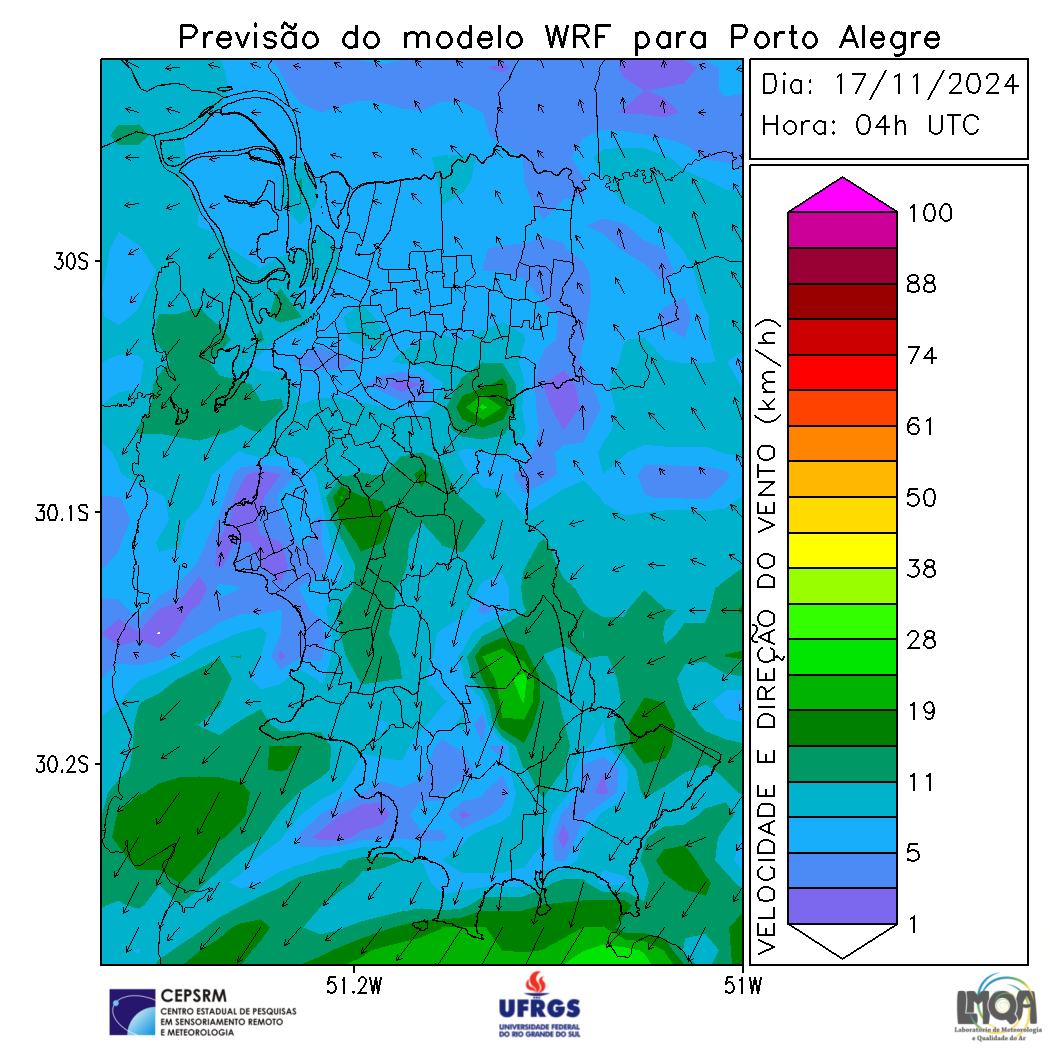 Previsão do modelo WRF para Porto Alegre
Dia: 17/11/2024
Hora: 04h UTC
30S
30.1S
30.2S
51.2W
51W
VELOCIDADE E DIREÇÃO DO VENTO (km/h)
100
88
74
61
50
38
28
19
11
5
1
CEPSRM
CENTRO ESTADUAL DE PESQUISAS
EM SENSORIAMENTO REMOTO
E METEOROLOGIA
UFRGS
UNIVERSIDADE FEDERAL
DO RIO GRANDE DO SUL
LMQA
Laboratório de Meteorologia
e Qualidade do Ar